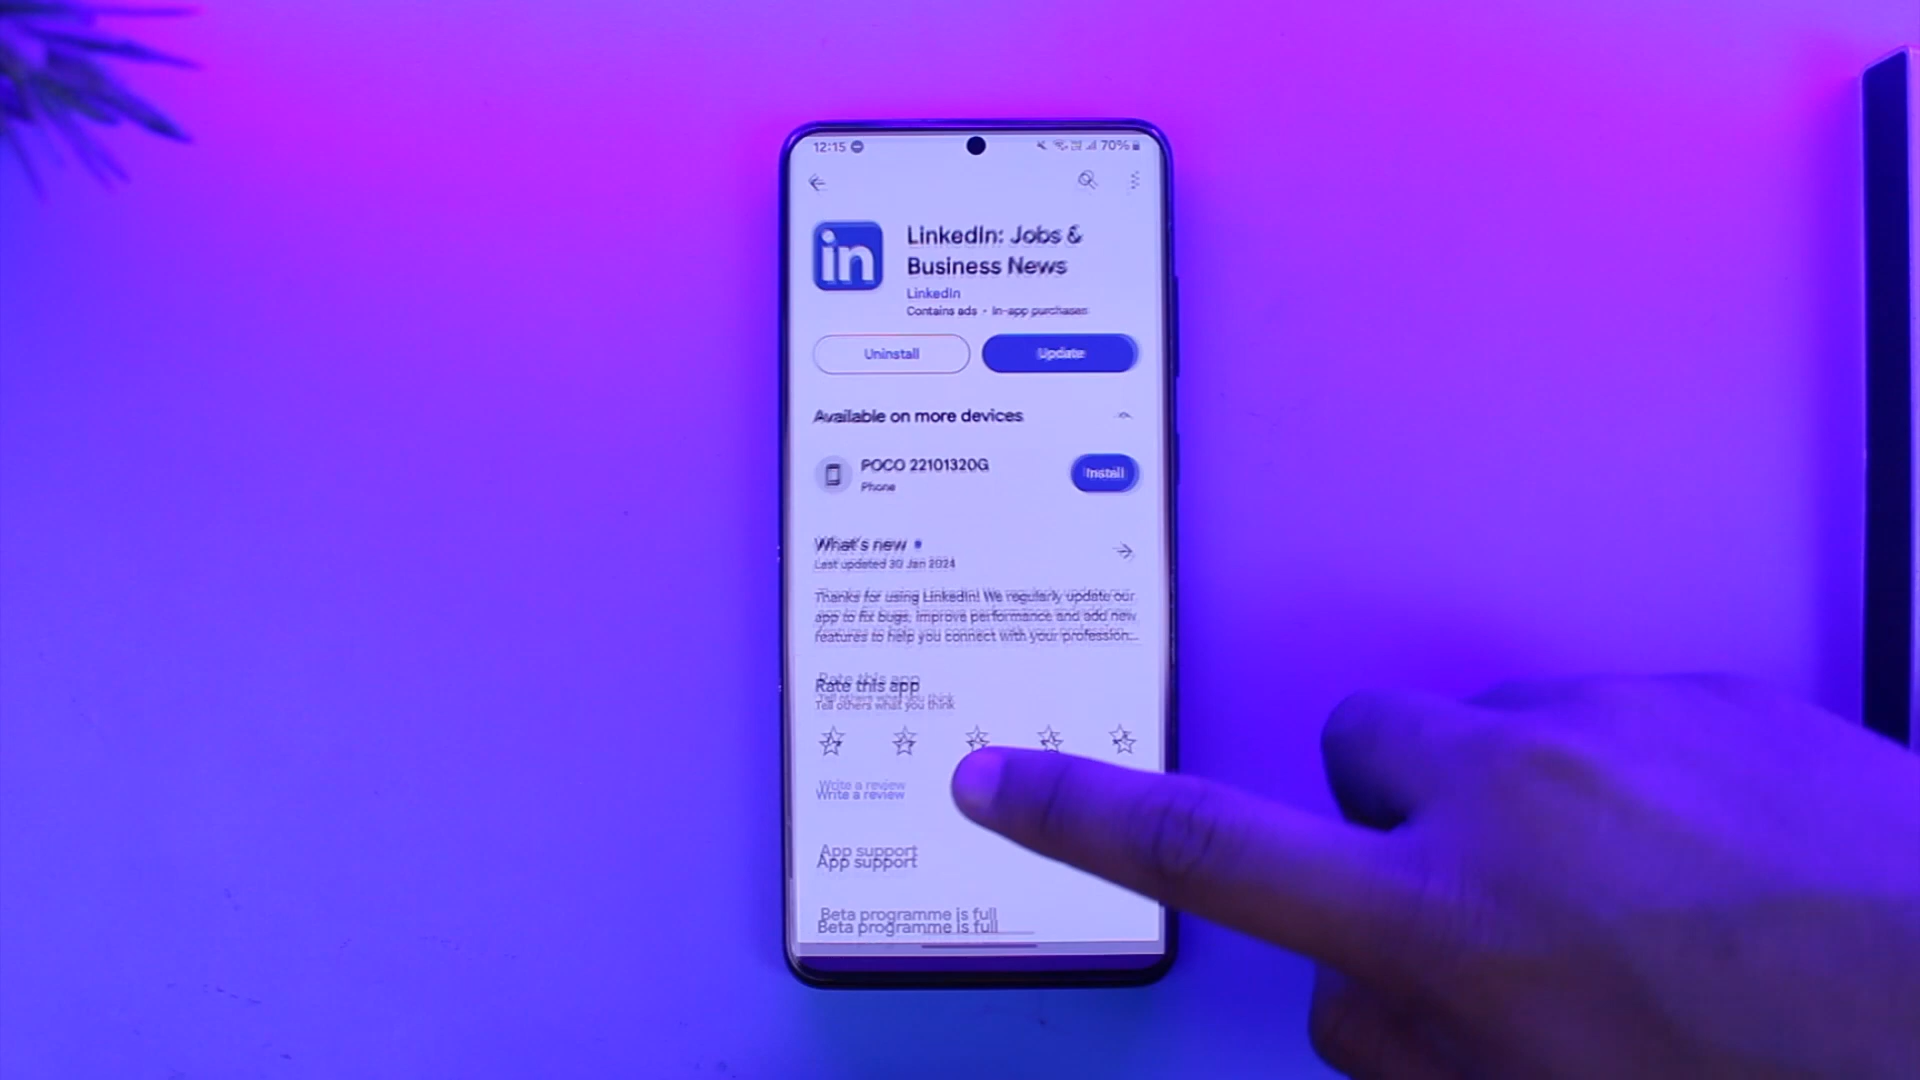 12:15
70%
in
LinkedIn: Jobs &
Business News
LinkedIn
Contains ads • In-app purchases
Uninstall
Update
Available on more devices
POCO 22101320G
Phone
Install
What's new •
Last updated 30 Jan 2024
Thanks for using LinkedIn! We regularly update our
app to fix bugs, improve performance and add new
features to help you connect with your profession...
Rate this app
Tell others what you think
Write a review
App support
Beta programme is full